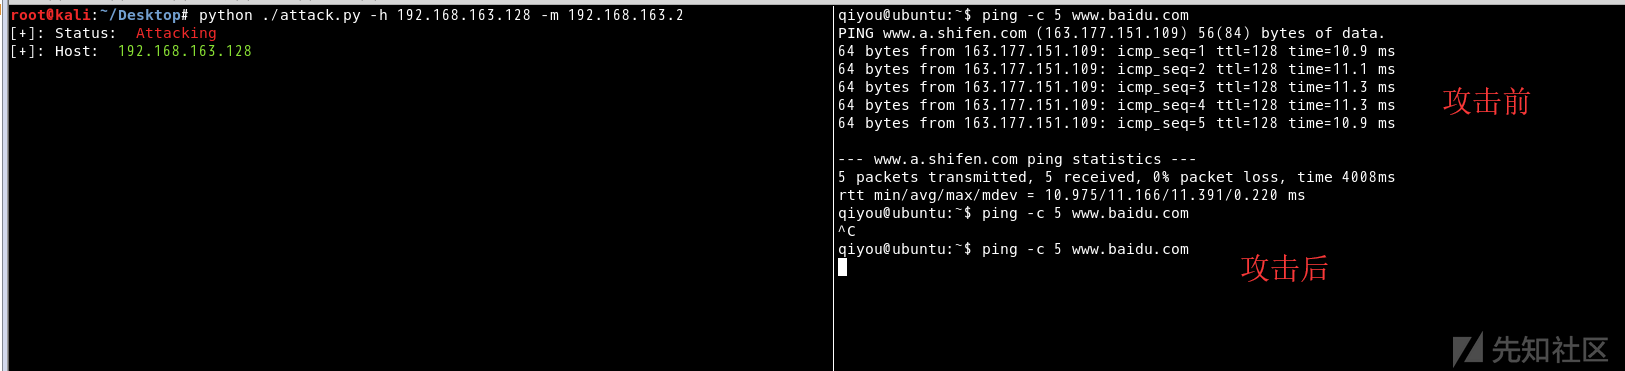 root@kali:~/Desktop# python ./attack.py -h 192.168.163.128 -m 192.168.163.2
[+]: Status:  Attacking
[+]: Host:  192.168.163.128
qiyou@ubuntu:~$ ping -c 5 www.baidu.com
PING www.a.shifen.com (163.177.151.109) 56(84) bytes of data.
64 bytes from 163.177.151.109: icmp_seq=1 ttl=128 time=10.9 ms
64 bytes from 163.177.151.109: icmp_seq=2 ttl=128 time=11.1 ms
64 bytes from 163.177.151.109: icmp_seq=3 ttl=128 time=11.3 ms
64 bytes from 163.177.151.109: icmp_seq=4 ttl=128 time=11.3 ms
64 bytes from 163.177.151.109: icmp_seq=5 ttl=128 time=10.9 ms
攻击前
--- www.a.shifen.com ping statistics ---
5 packets transmitted, 5 received, 0% packet loss, time 4008ms
rtt min/avg/max/mdev = 10.975/11.166/11.391/0.220 ms
qiyou@ubuntu:~$ ping -c 5 www.baidu.com
^C
qiyou@ubuntu:~$ ping -c 5 www.baidu.com
攻击后
先知社区